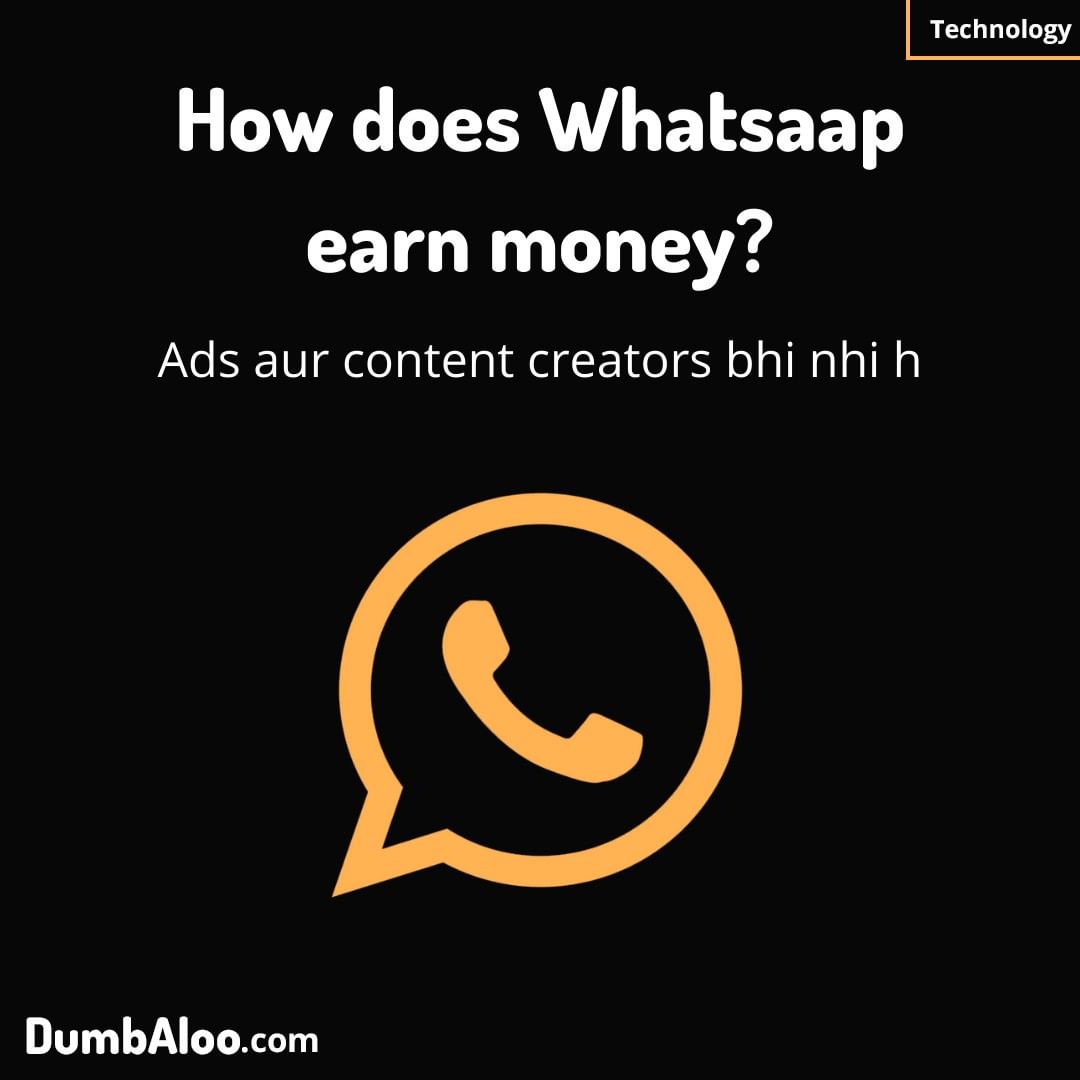 Technology
How does Whatsaap
earn money?
Ads aur content creators bhi nhi h
DumbAloo.com